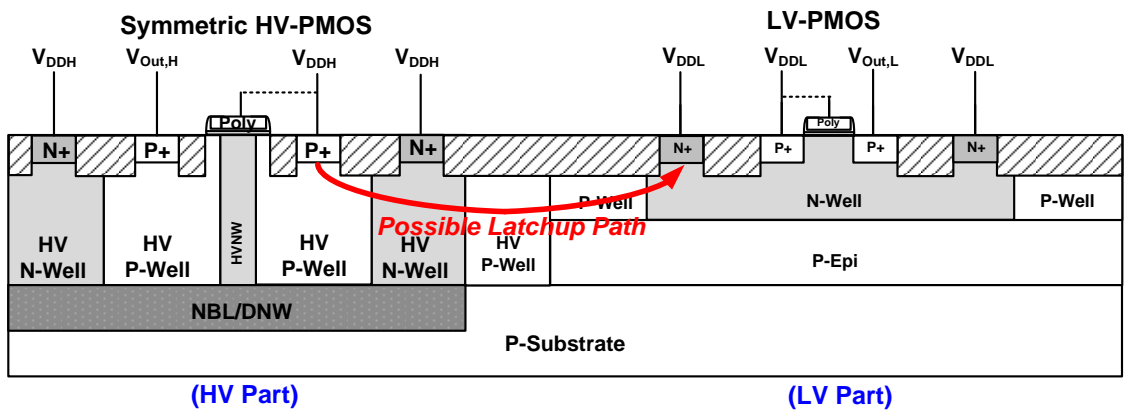 Symmetric HV-PMOS
LV-PMOS
VDDH
VOut,H
VDDH
VDDH
VDDL
VDDL
VOut,L
VDDL
Poly
Poly
N+
P+
P+
N+
N+
P+
P+
N+
P-Well
N-Well
P-Well
Possible Latchup Path
HV
N-Well
HV
P-Well
HVNW
HV
P-Well
HV
N-Well
HV
P-Well
P-Epi
NBL/DNW
P-Substrate
(HV Part)
(LV Part)